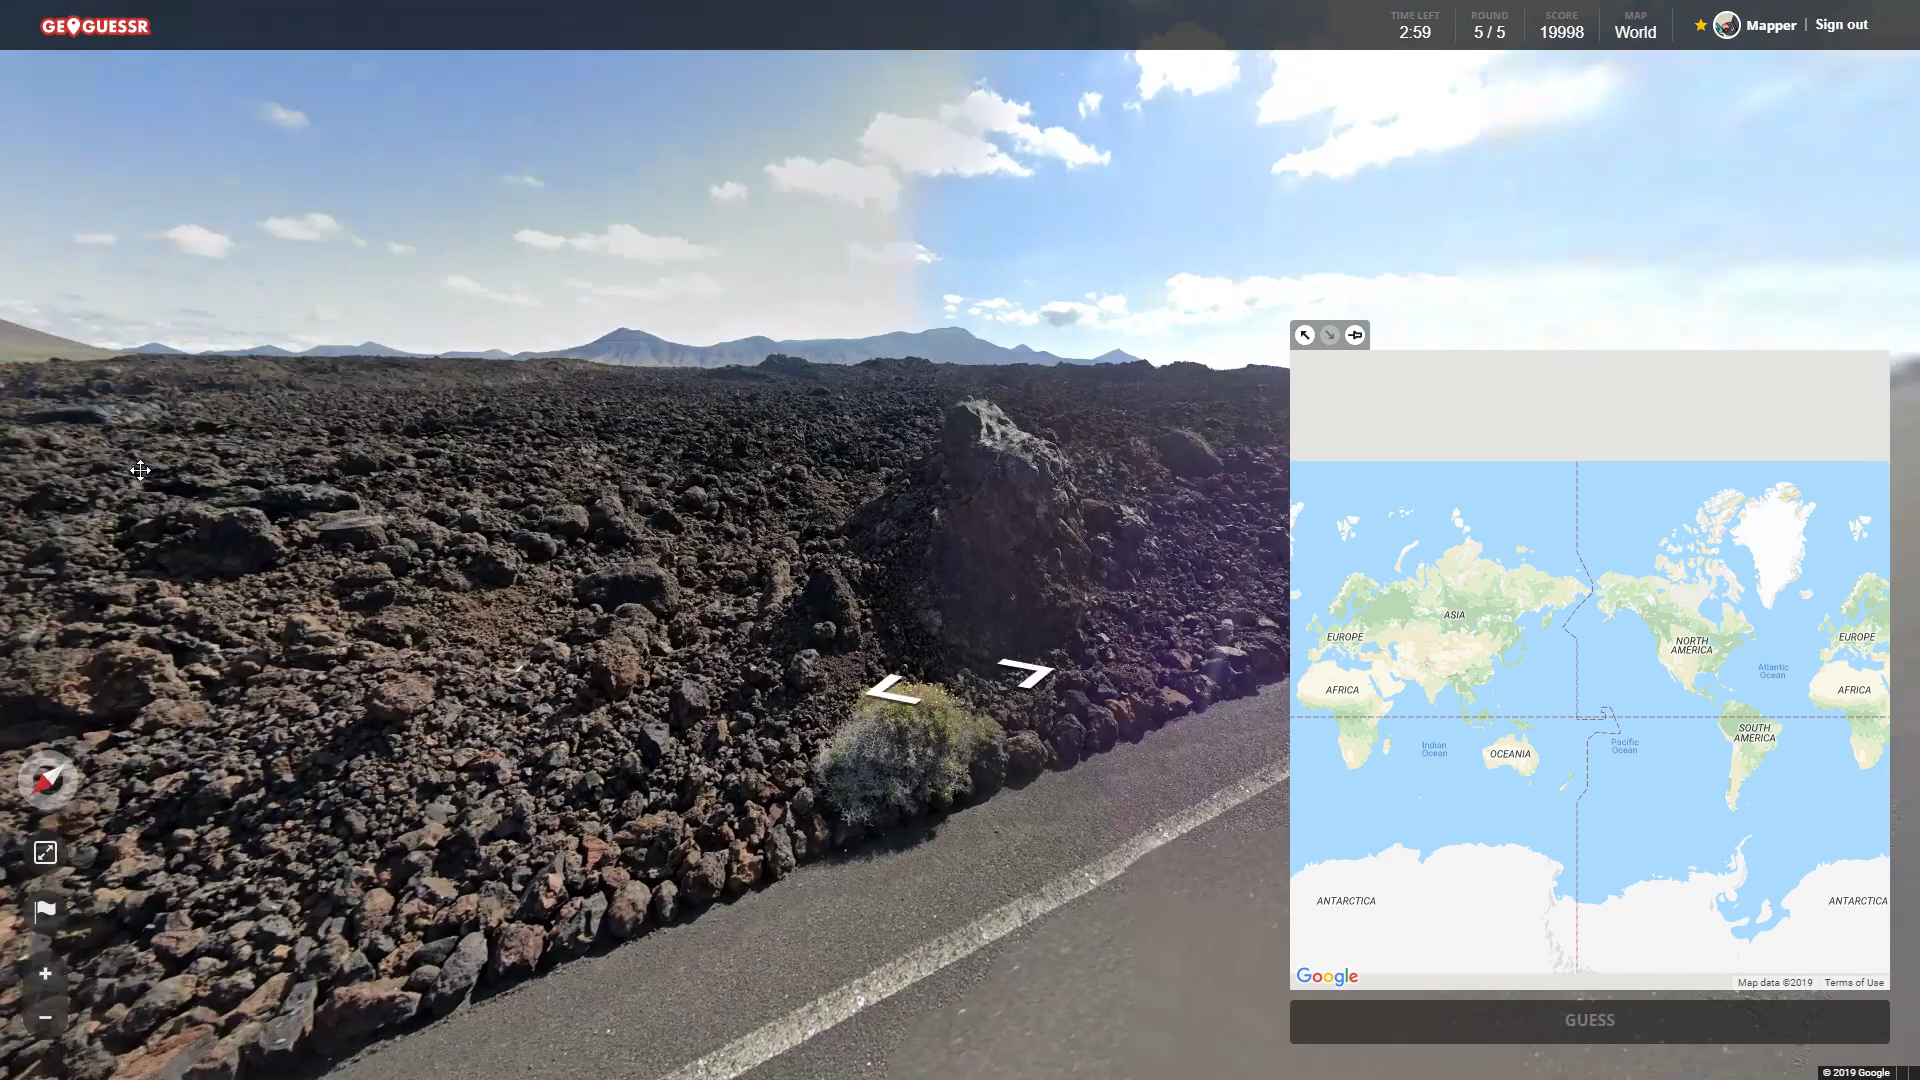 GEOGUESSR
TIME LEFT
2:59
ROUND
5 / 5
SCORE
19998
MAP
World
Mapper
Sign out
ASIA
EUROPE
NORTH
AMERICA
EUROPE
Atlantic
Ocean
AFRICA
AFRICA
SOUTH
AMERICA
Indian
Ocean
OCEANIA
Pacific
Ocean
ANTARCTICA
ANTARCTICA
Google
Map data ©2019
Terms of Use
GUESS
© 2019 Google